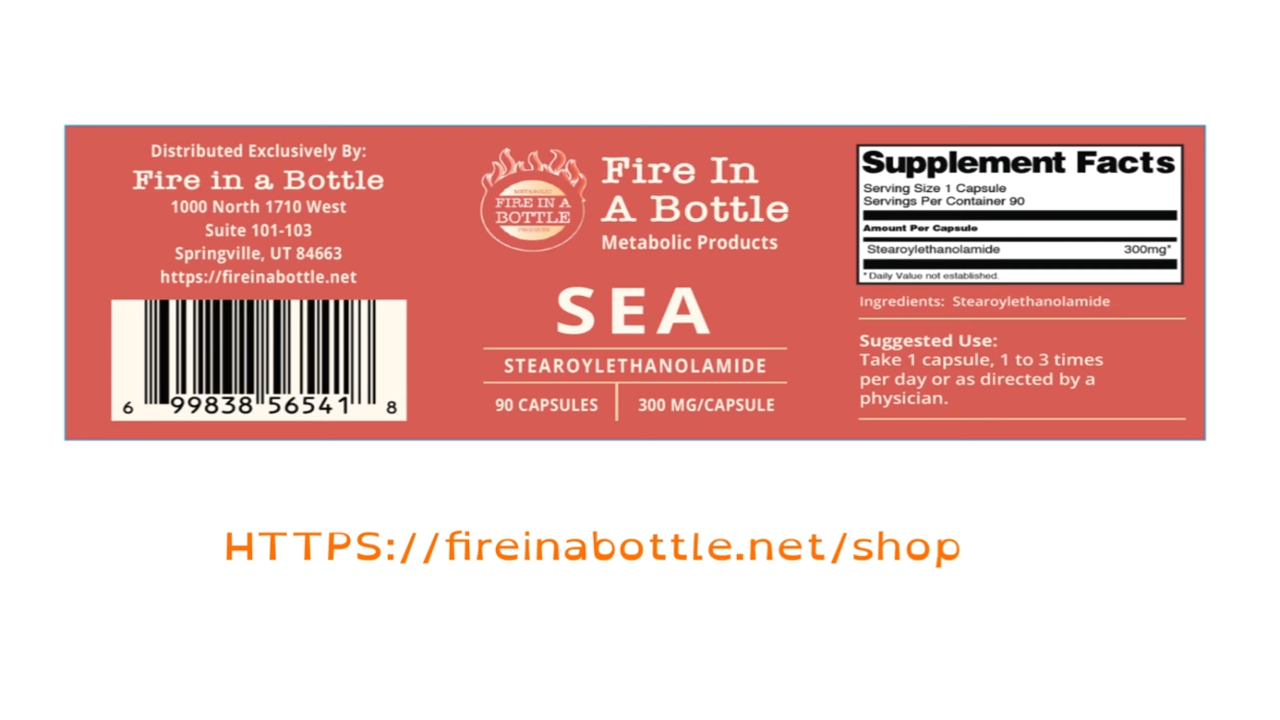 Distributed Exclusively By:
Fire in a Bottle
1000 North 1710 West
Suite 101-103
Springville, UT 84663
https://fireinabottle.net
6 99838 56541 8
FIRE IN A
BOTTLE
Fire In
A Bottle
Metabolic Products
SEA
STEAROYLETHANOLAMIDE
90 CAPSULES 300 MG/CAPSULE
Supplement Facts
Serving Size 1 Capsule
Servings Per Container 90
Amount Per Capsule
Stearoylethanolamide 300mg*
* Daily Value not established.
Ingredients: Stearoylethanolamide
Suggested Use:
Take 1 capsule, 1 to 3 times
per day or as directed by a
physician.
HTTPS://fireinabottle.net/shop